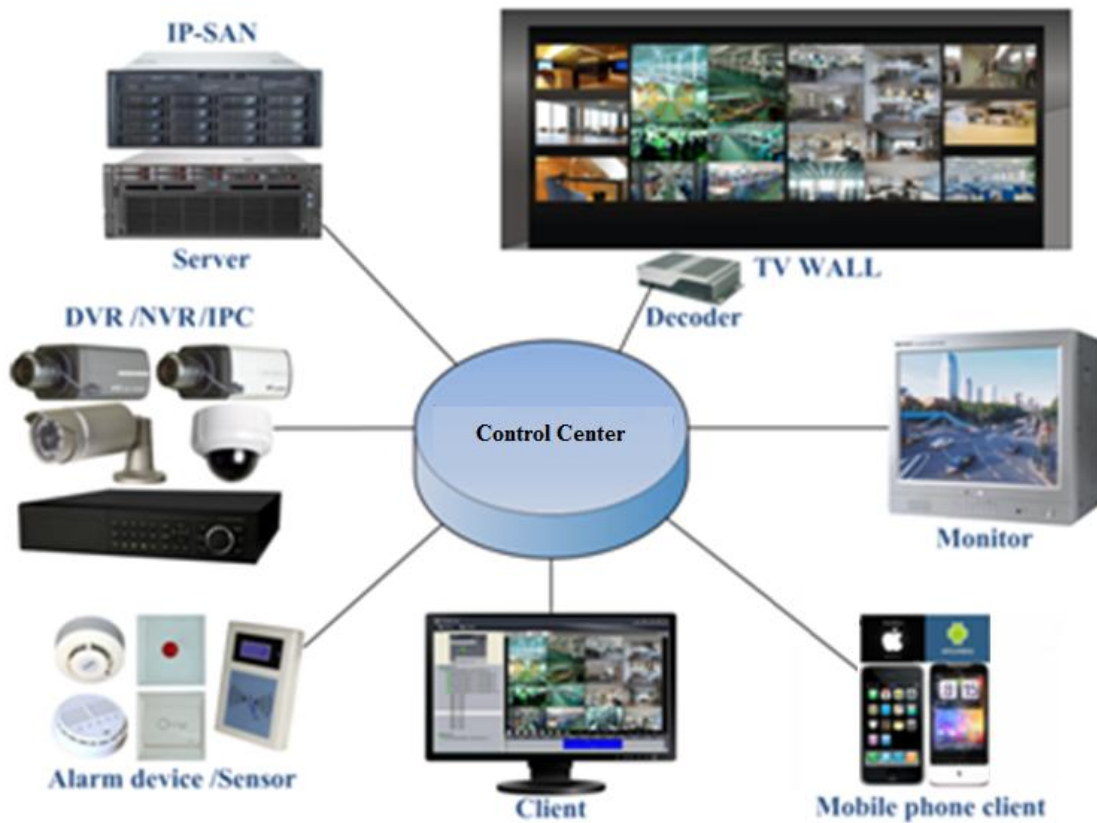 IP-SAN
Server
TV WALL
Decoder
DVR /NVR/IPC
Control Center
Monitor
Alarm device /Sensor
Client
Mobile phone client